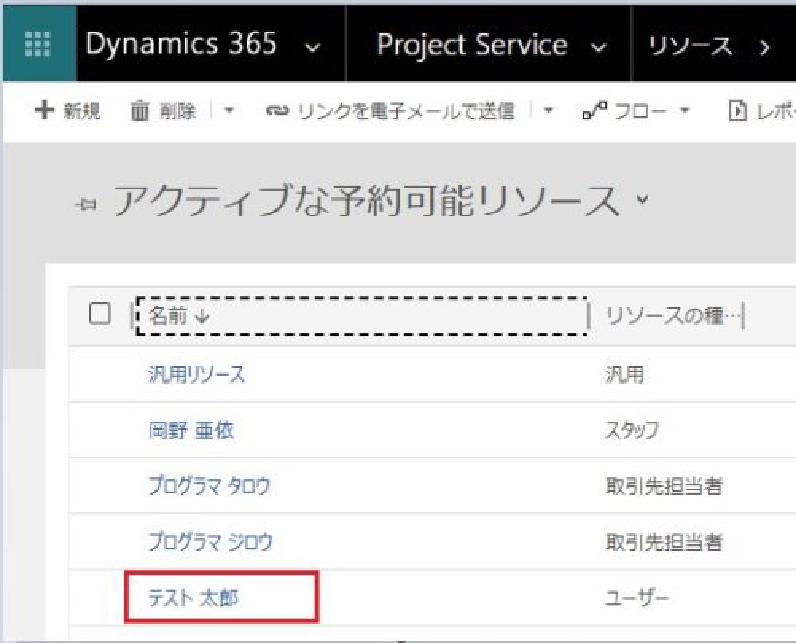 Dynamics 365 Project Service リソース
新規 削除 リンクを電子メールで送信 フロー レポ
アクティブな予約可能リソース
名前 リソースの種…
汎用リソース 汎用
岡野 亜依 スタッフ
プログラマ タロウ 取引先担当者
プログラマ ジロウ 取引先担当者
テスト 太郎 ユーザー